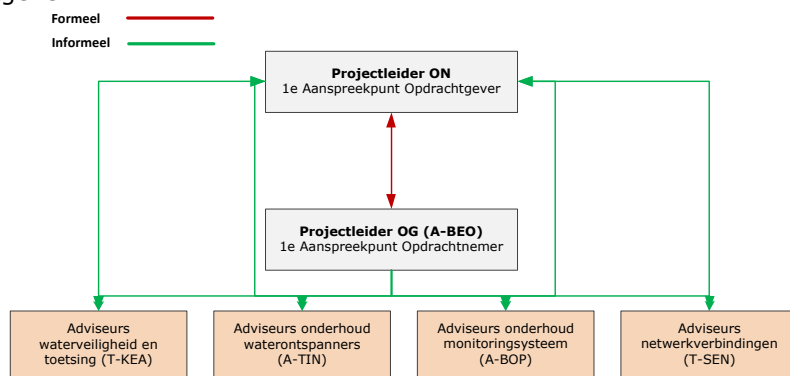 Formeel
Informeel
Projectleider ON
1e Aanspreekpunt Opdrachtgever
Projectleider OG (A-BEO)
1e Aanspreekpunt Opdrachtnemer
Adviseurs
waterveiligheid en
toetsing (T-KEA)
Adviseurs onderhoud
waterontspanners
(A-TIN)
Adviseurs onderhoud
monitoringsysteem
(A-BOP)
Adviseurs
netwerkverbindingen
(T-SEN)